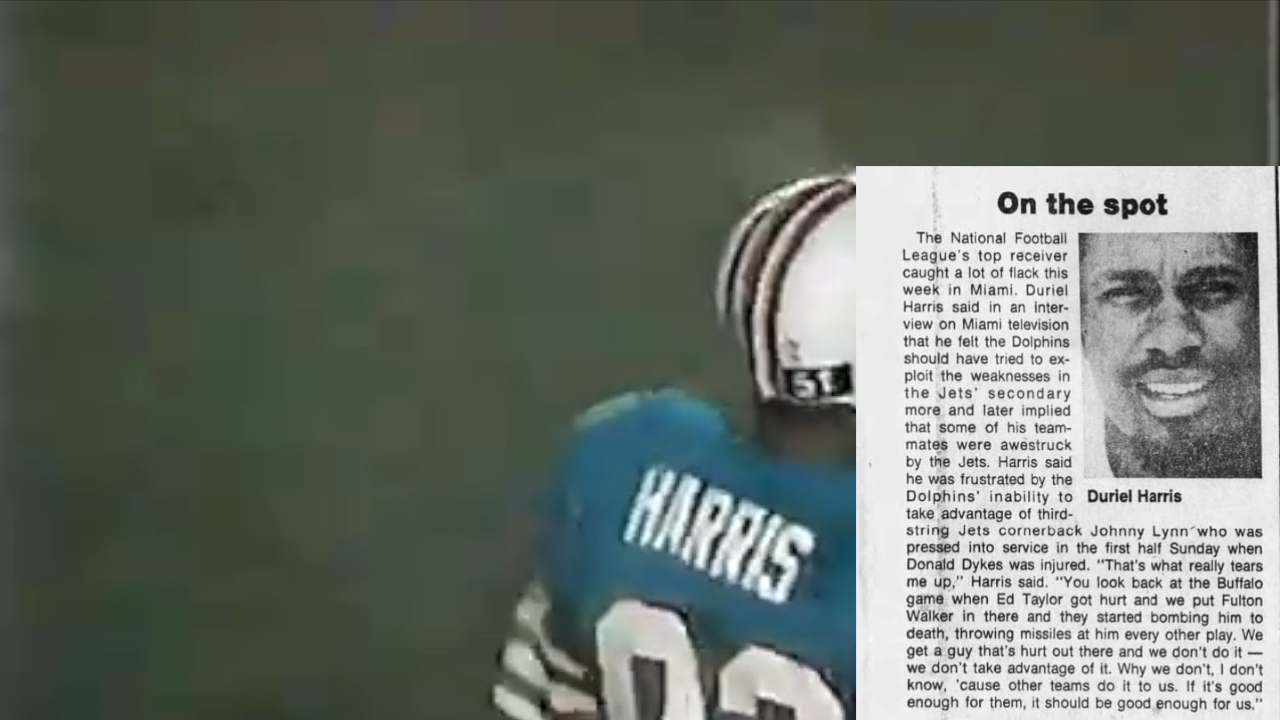 51
HARRIS
On the spot
The National Football
League's top receiver
caught a lot of flack this
week in Miami. Duriel
Harris said in an inter-
view on Miami television
that he felt the Dolphins
should have tried to ex-
ploit the weaknesses in
the Jets' secondary
more and later implied
that some of his team-
mates were awestruck
by the Jets. Harris said
he was frustrated by the
Dolphins' inability to
take advantage of third-
string Jets cornerback Johnny Lynn who was
pressed into service in the first half Sunday when
Donald Dykes was injured. "That's what really tears
me up," Harris said. "You look back at the Buffalo
game when Ed Taylor got hurt and we put Fulton
Walker in there and they started bombing him to
death, throwing missiles at him every other play. We
get a guy that's hurt out there and we don't do it —
we don't take advantage of it. Why we don't, I don't
know, 'cause other teams do it to us. If it's good
enough for them, it should be good enough for us."
Duriel Harris